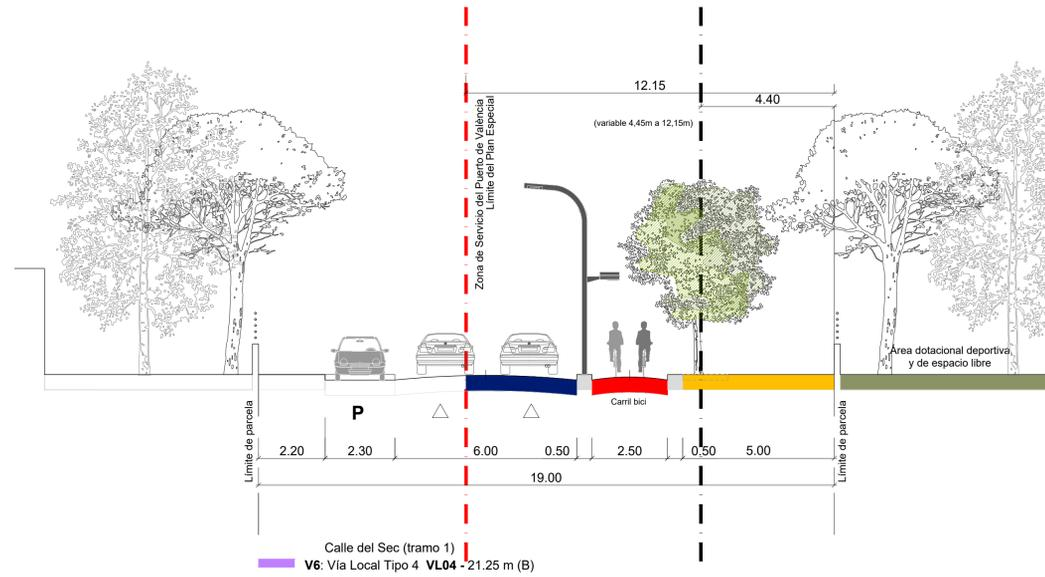 12.15
4.40
(variable 4,45m a 12,15m)
Zona de Servicio del Puerto de València
Límite del Plan Especial
Área dotacional deportiva
y de espacio libre
P
Carril bici
Límite de parcela
2.20
2.30
6.00
0.50
2.50
0.50
5.00
Límite de parcela
19.00
Calle del Sec (tramo 1)
V6: Vía Local Tipo 4 VL04 - 21.25 m (B)